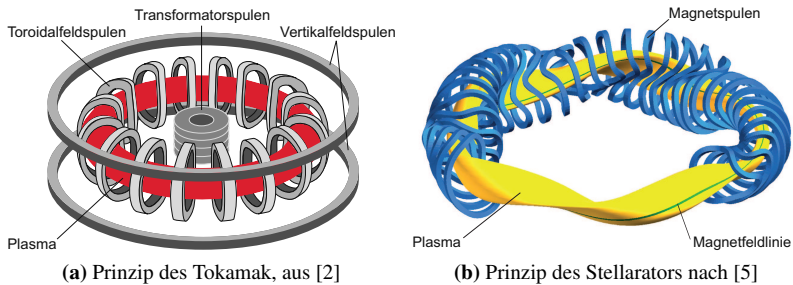 Transformatorspulen
Toroidalfeldspulen
Vertikalfeldspulen
Plasma
(a) Prinzip des Tokamak, aus [2]
Magnetspulen
Plasma
Magnetfeldlinie
(b) Prinzip des Stellarators nach [5]